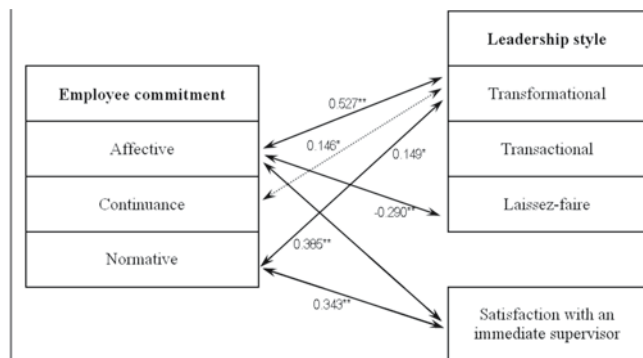 Leadership style
Employee commitment
Transformational
0.527**
Affective
0.146*
0.149*
Transactional
Continuance
-0.290**
Laissez-faire
Normative
0.385**
0.343**
Satisfaction with an
immediate supervisor